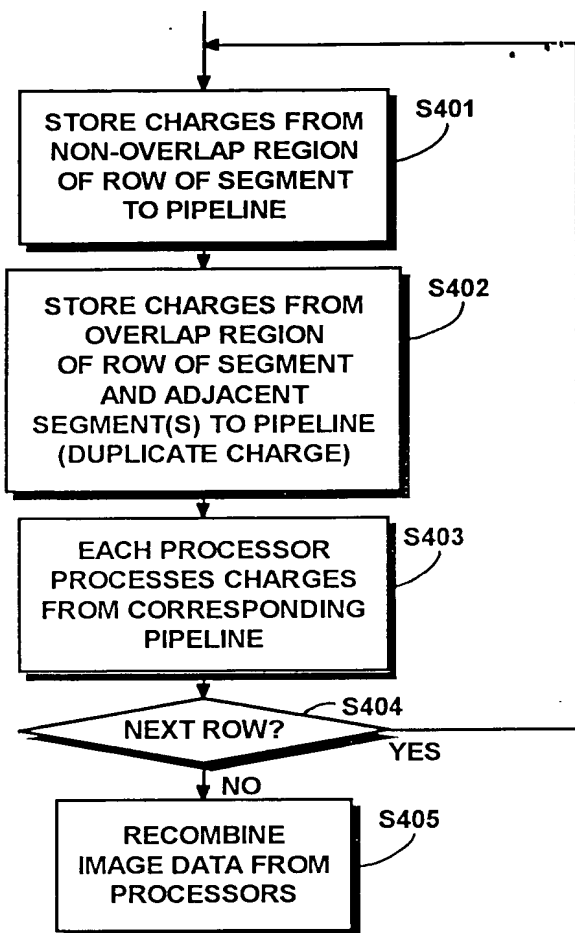 STORE CHARGES FROM
NON-OVERLAP REGION
OF ROW OF SEGMENT
TO PIPELINE
S401
STORE CHARGES FROM
OVERLAP REGION
OF ROW OF SEGMENT
AND ADJACENT
SEGMENT(S) TO PIPELINE
(DUPLICATE CHARGE)
S402
EACH PROCESSOR
PROCESSES CHARGES
FROM CORRESPONDING
PIPELINE
S403
NEXT ROW?
S404
YES
NO
RECOMBINE
IMAGE DATA FROM
PROCESSORS
S405